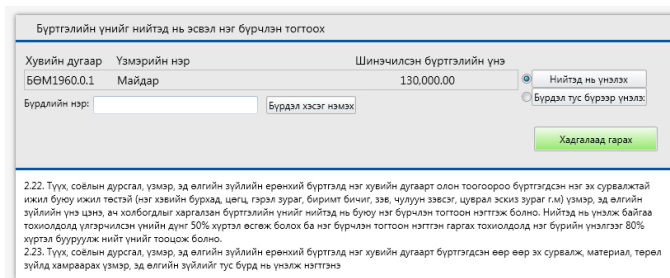 Бүртгэлийн үнийг нийтэд нь эсвэл нэг бүрчлэн тогтоох
Хувийн дугаар Үзмэрийн нэр Шинэчилсэн бүртгэлийн үнэ
БӨМ1960.0.1 Майдар 130,000.00 Нийтэд нь үнэлэх
Бүрдлийн нэр: Бүрдэл хэсэг нэмэх Бүрдэл тус бүрээр үнэлэх
Хадгалаад гарах
2.22. Түүх, соёлын дурсгал, үзмэр, эд өлгийн зүйлийн ерөнхий бүртгэлд нэг хувийн дугаарт олон тоогоороо бүртгэгдсэн нэг эх сурвалжтай
ижил буюу ижил төстэй (нэг хэвийн бурхад, цөгц, гэрэл зураг, биримт бичиг, зэв, чулуун зэвсэг, цуврал эскиз зураг г.м) үзмэр, эд өлгийн
зүйлийн үнэ цэнэ, ач холбогдлыг харгалзан бүртгэлийн үнийг нийтэд нь буюу нэг бүрчлэн тогтоон нэгтгэж болно. Нийтэд нь үнэлж байгаа
тохиолдолд үлгэрчилсэн үнийн дүнг 50% хүртэл өсгөж болох ба нэг бүрчлэн тогтоон нэгтгэн гаргах тохиолдолд нэг бүрийн үнэлгээг 80%
хүртэл бууруулж нийт үнийг тооцож болно.
2.23. Түүх, соёлын дурсгал, үзмэр, эд өлгийн зүйлийн ерөнхий бүртгэлд нэг хувийн дугаарт бүртгэгдсэн өөр өөр эх сурвалж, материал, төрөл
зүйлд хамраарах үзмэр, эд өлгийн зүйлийг тус бүрд нь үнэлж нэгтгэнэ